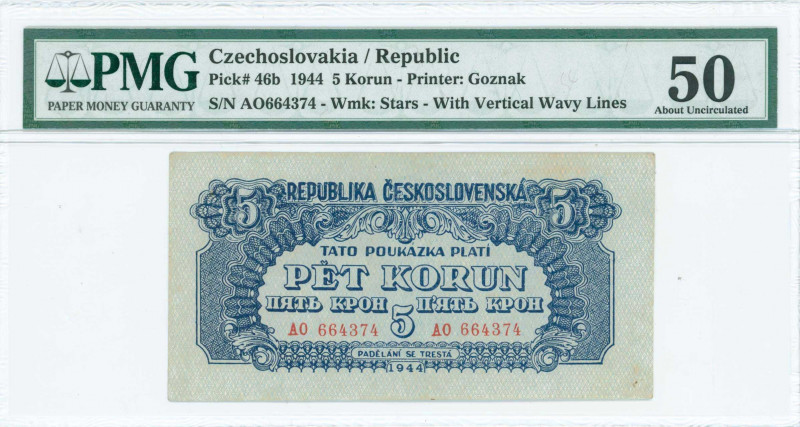 PMG
PAPER MONEY GUARANTY
Czechoslovakia / Republic
Pick# 46b 1944 5 Korun - Printer: Goznak
S/N AO664374 - Wmk: Stars - With Vertical Wavy Lines
50
About Uncirculated
5 REPUBLIKA ČESKOSLOVENSKÁ 5
TATO POUKÁZKA PLATÍ
PĚT KORUN
ПЯТЬ КРОН П'ЯТЬ КРОН
АО 664374 5 АО 664374
PADĚLÁNÍ SE TRESTÁ
1944